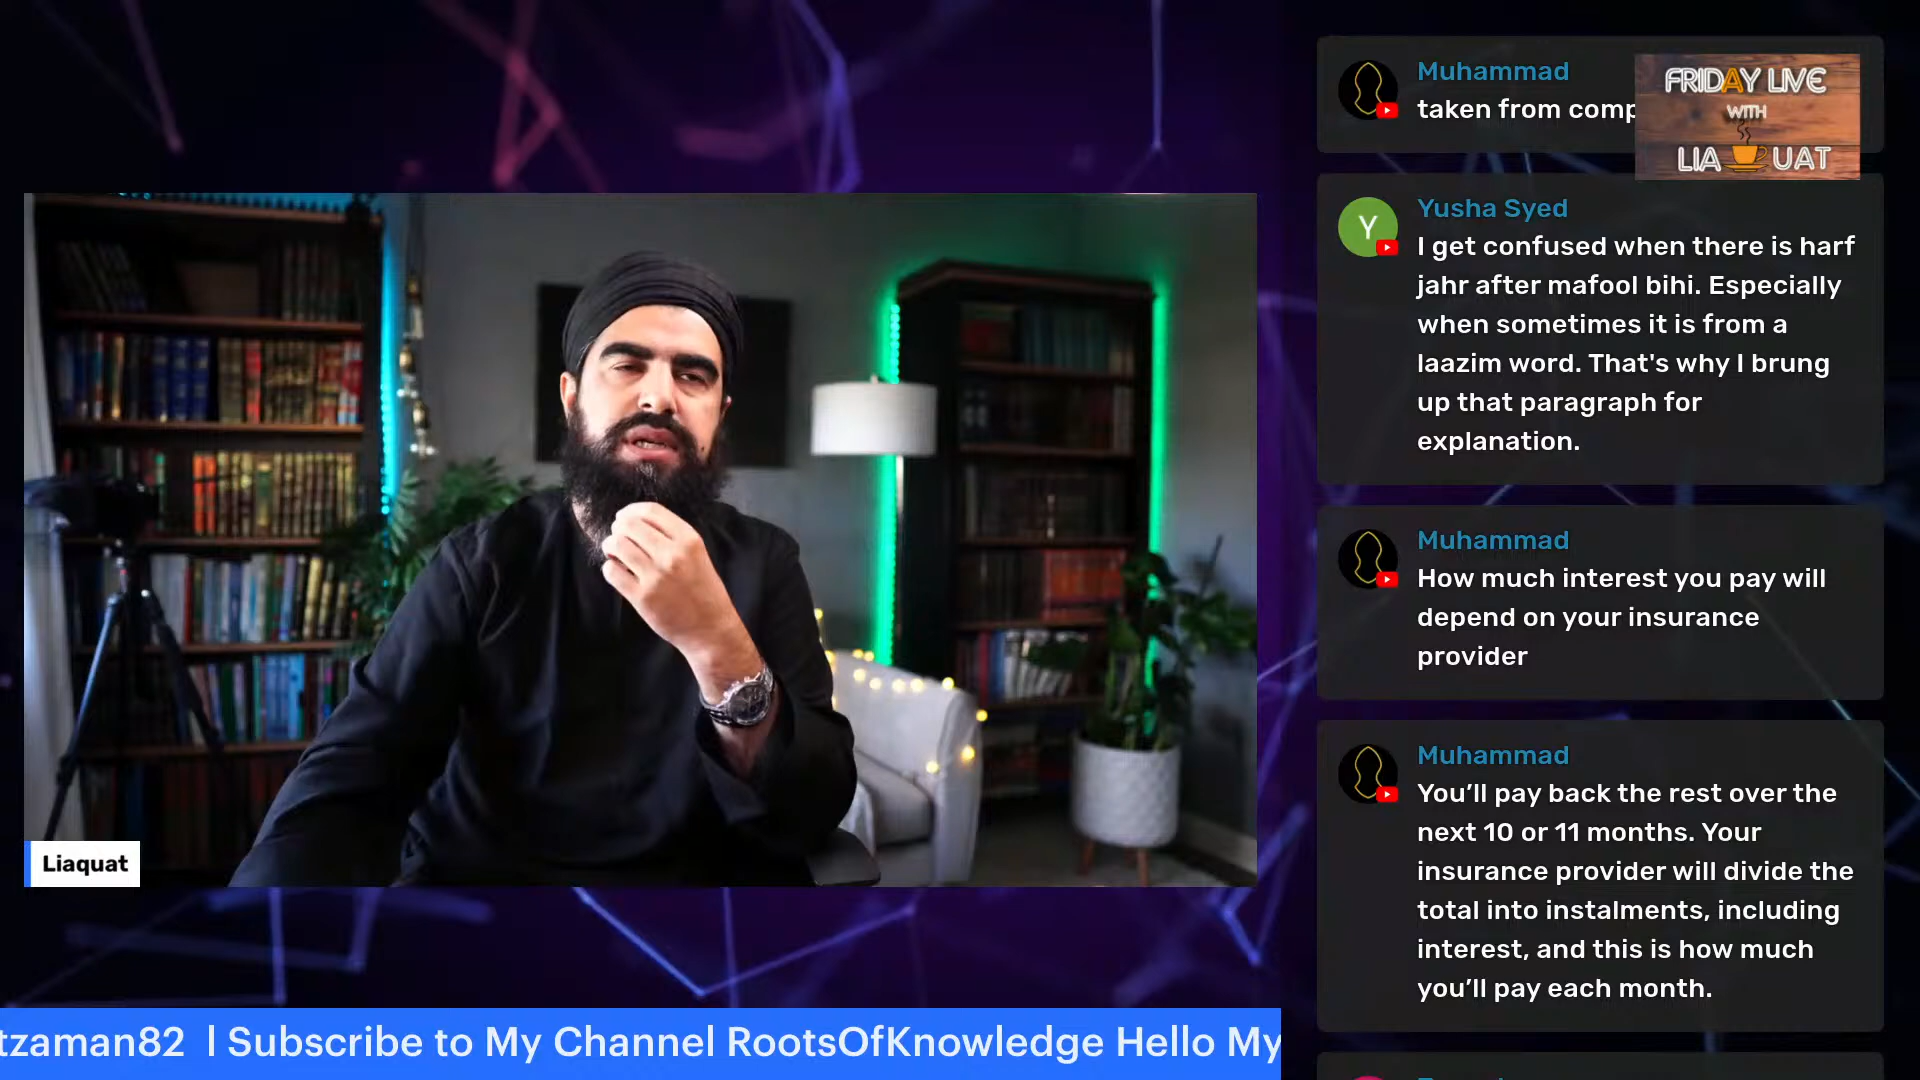 Muhammad
taken from comp
FRIDAY LIVE
WITH
LIA UAT
Yusha Syed
I get confused when there is harf
jahr after mafool bihi. Especially
when sometimes it is from a
laazim word. That's why I brung
up that paragraph for
explanation.
Y
Muhammad
How much interest you pay will
depend on your insurance
provider
Muhammad
You’ll pay back the rest over the
next 10 or 11 months. Your
insurance provider will divide the
total into instalments, including
interest, and this is how much
you’ll pay each month.
Liaquat
tzaman82 | Subscribe to My Channel RootsOfKnowledge Hello My